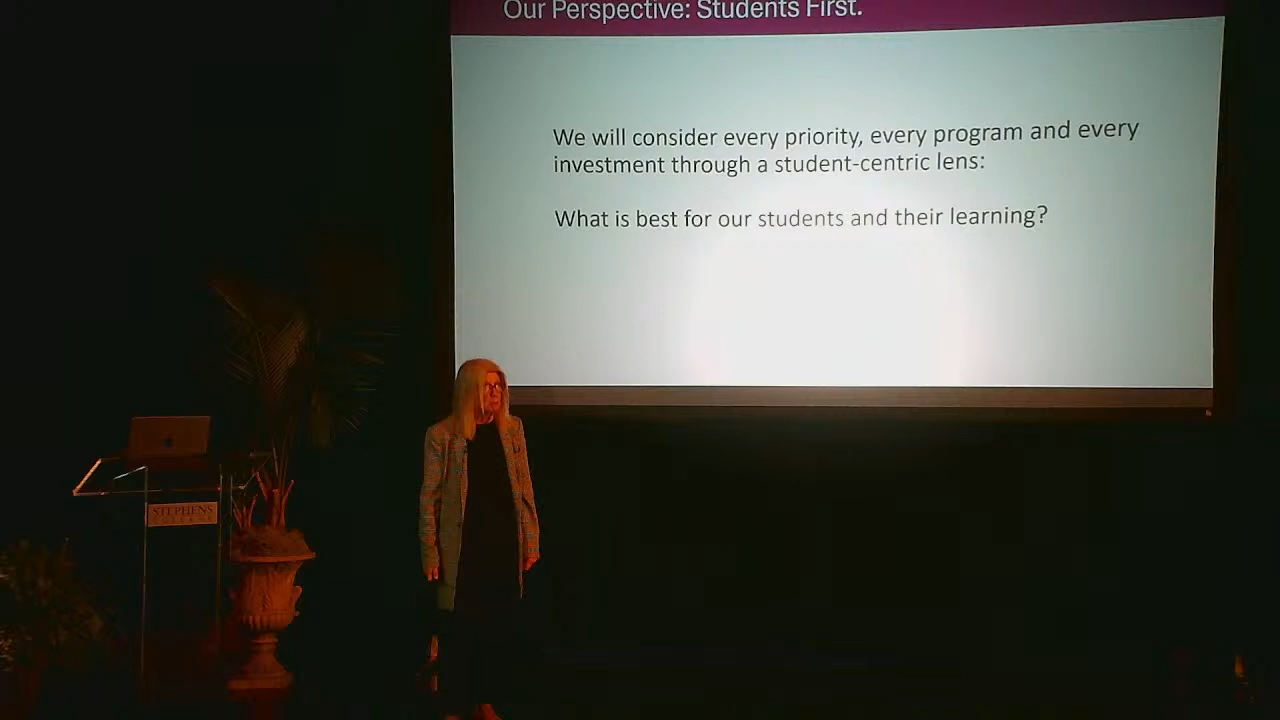 Our Perspective: Students First.
We will consider every priority, every program and every
investment through a student-centric lens:
What is best for our students and their learning?
STEPHENS
COLLEGE